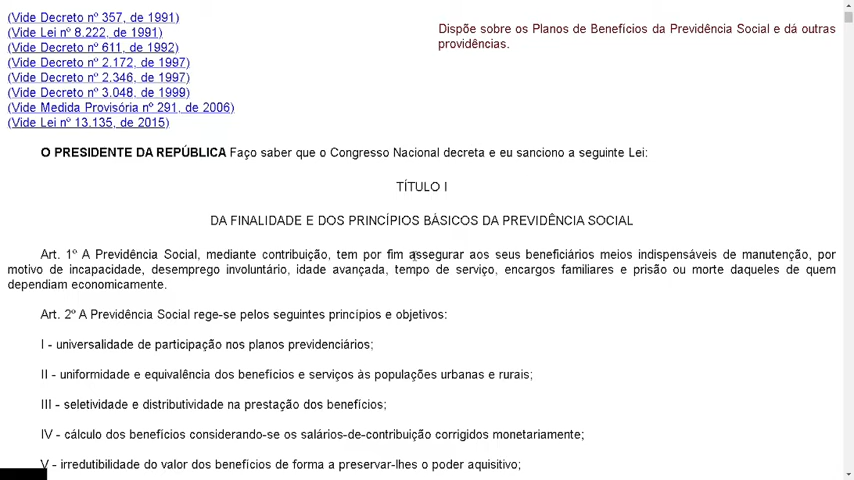 (Vide Decreto nº 357, de 1991)
(Vide Lei nº 8.222, de 1991)
(Vide Decreto nº 611, de 1992)
(Vide Decreto nº 2.172, de 1997)
(Vide Decreto nº 2.346, de 1997)
(Vide Decreto nº 3.048, de 1999)
(Vide Medida Provisória nº 291, de 2006)
(Vide Lei nº 13.135, de 2015)
Dispõe sobre os Planos de Benefícios da Previdência Social e dá outras
providências.
O PRESIDENTE DA REPÚBLICA Faço saber que o Congresso Nacional decreta e eu sanciono a seguinte Lei:
TÍTULO I
DA FINALIDADE E DOS PRINCÍPIOS BÁSICOS DA PREVIDÊNCIA SOCIAL
Art. 1º A Previdência Social, mediante contribuição, tem por fim assegurar aos seus beneficiários meios indispensáveis de manutenção, por
motivo de incapacidade, desemprego involuntário, idade avançada, tempo de serviço, encargos familiares e prisão ou morte daqueles de quem
dependiam economicamente.
Art. 2º A Previdência Social rege-se pelos seguintes princípios e objetivos:
I - universalidade de participação nos planos previdenciários;
II - uniformidade e equivalência dos benefícios e serviços às populações urbanas e rurais;
III - seletividade e distributividade na prestação dos benefícios;
IV - cálculo dos benefícios considerando-se os salários-de-contribuição corrigidos monetariamente;
V - irredutibilidade do valor dos benefícios de forma a preservar-lhes o poder aquisitivo;